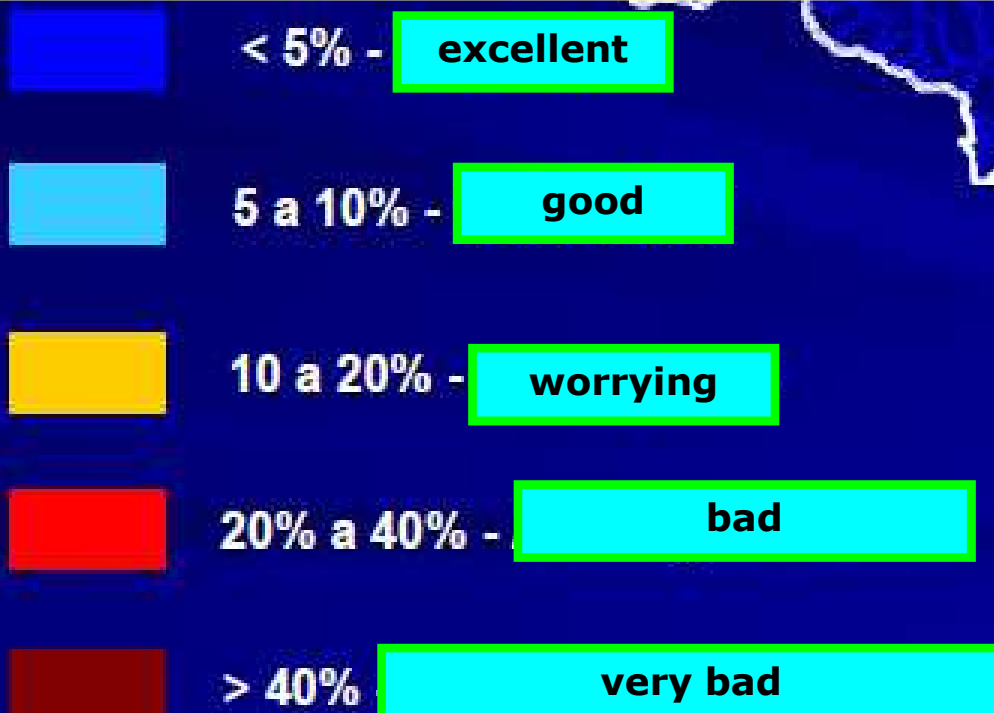 < 5% - excellent
5 a 10% - good
10 a 20% - worrying
20% a 40% - bad
> 40% - very bad